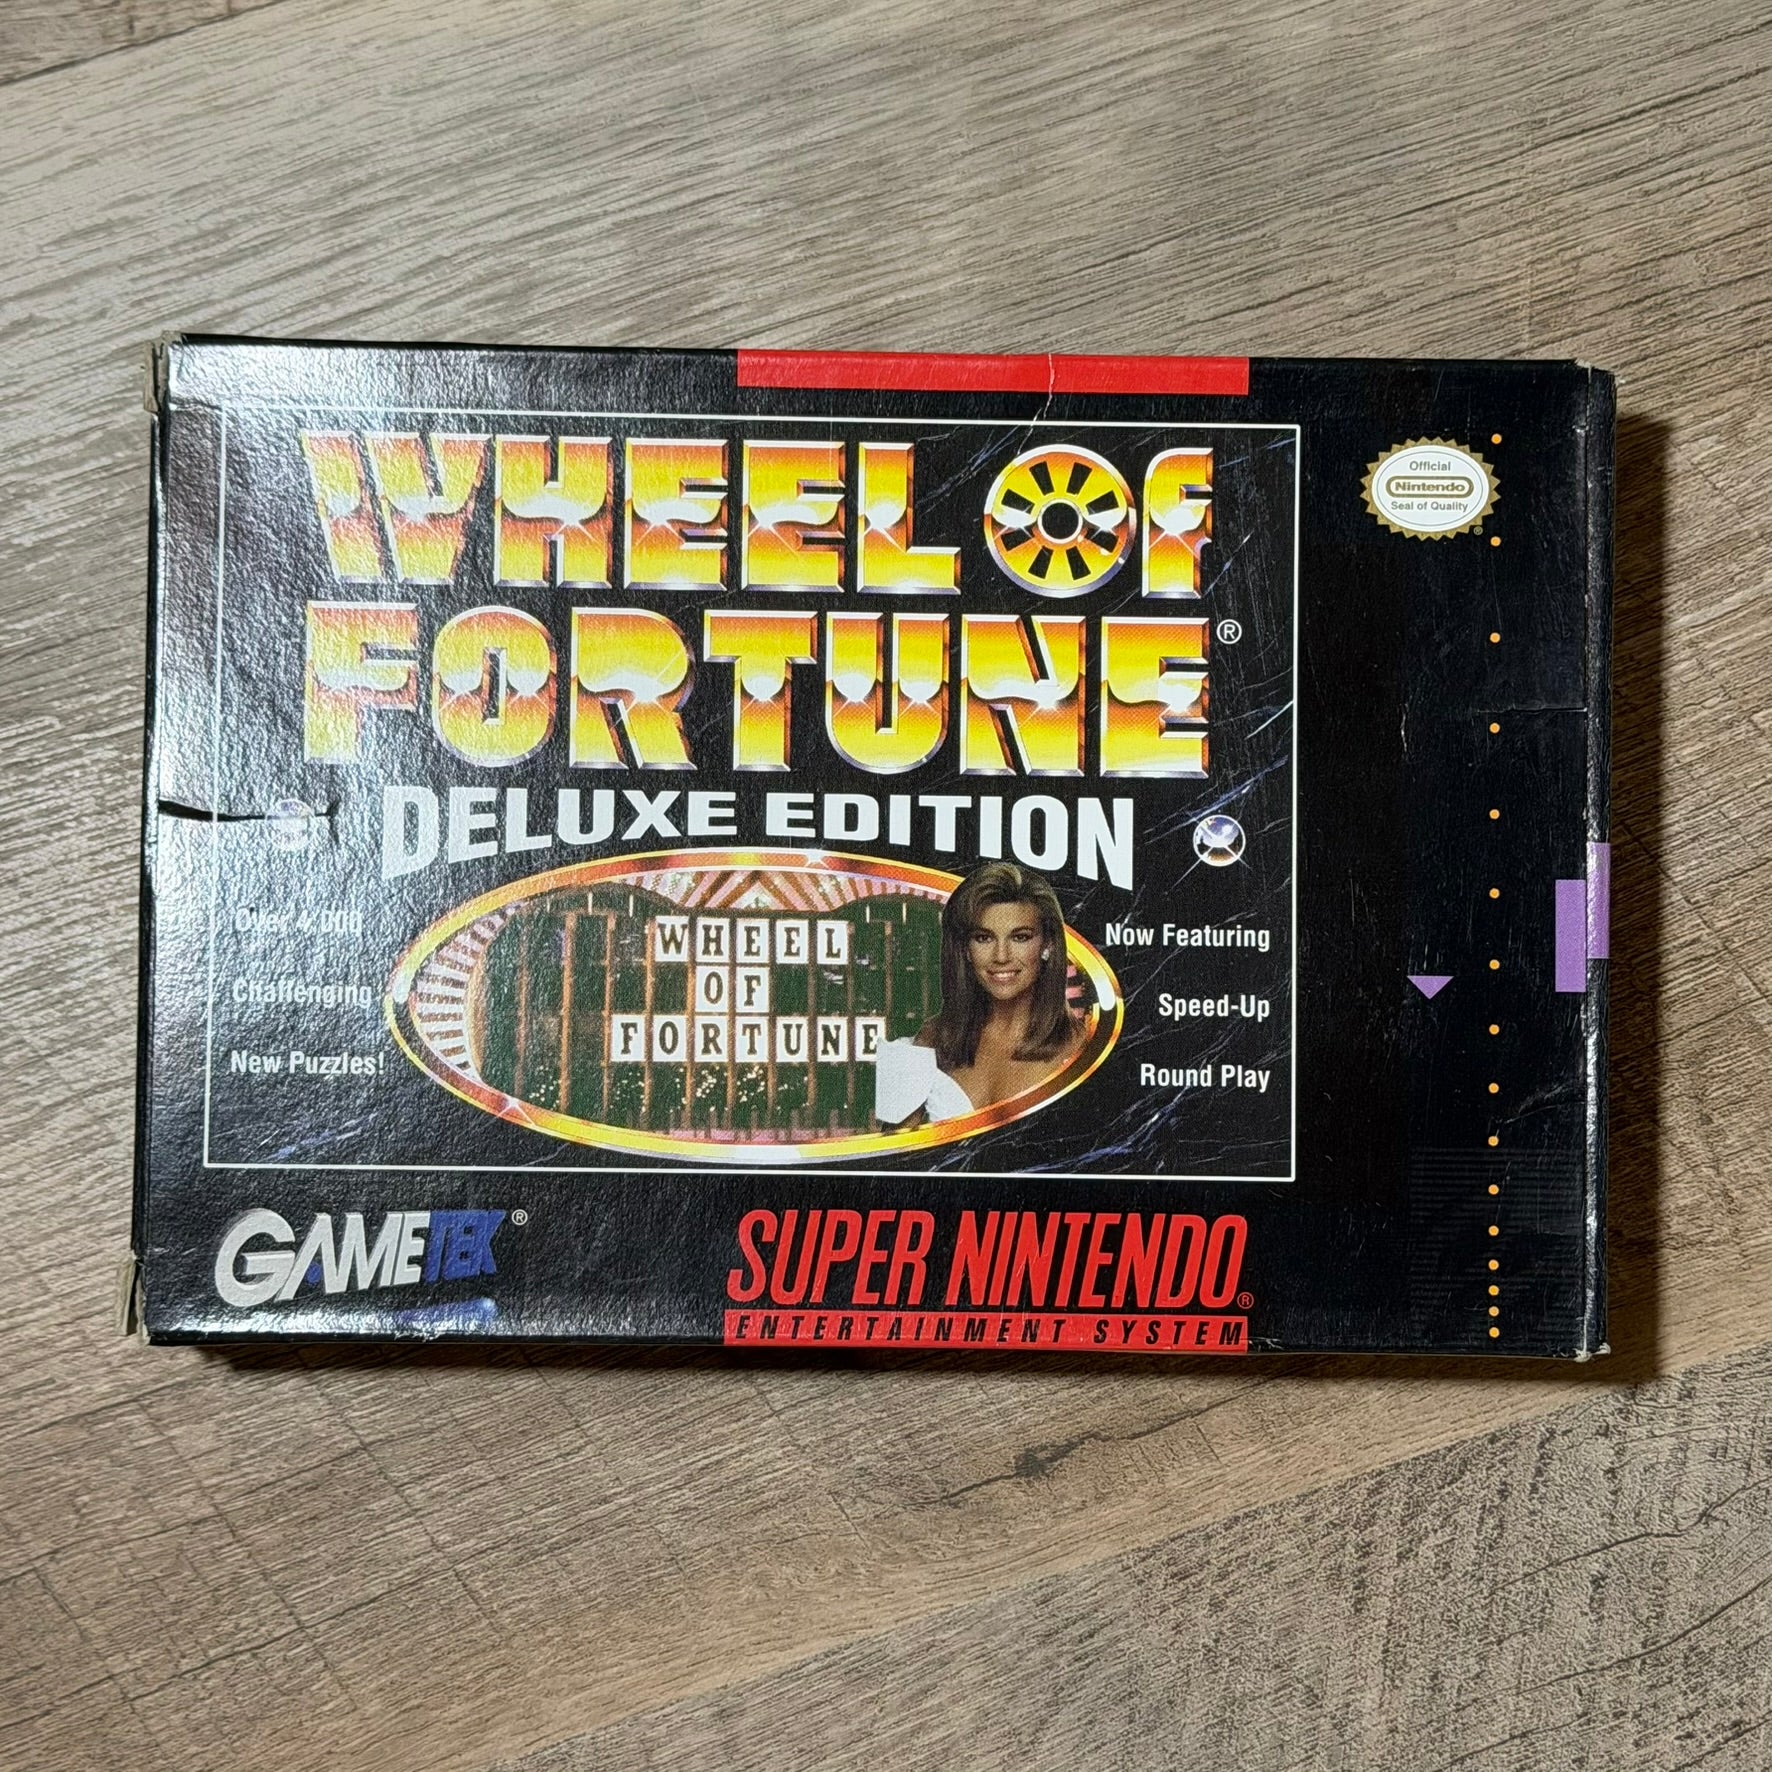 WHEEL OF
FORTUNE®
DELUXE EDITION
Over 4,000
Challenging
New Puzzles!
WHEEL
OF
FORTUNE
Now Featuring
Speed-Up
Round Play
Official
Nintendo
Seal of Quality
®
GAMETEK®
SUPER NINTENDO®
ENTERTAINMENT SYSTEM